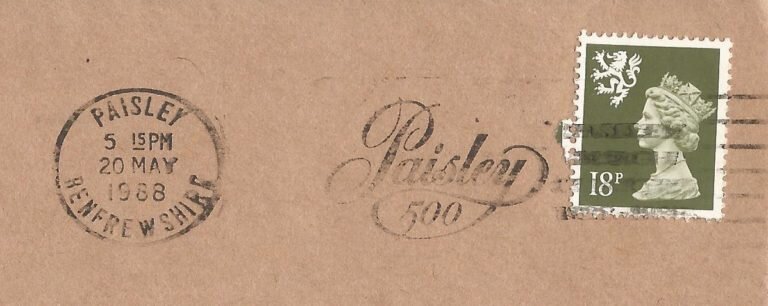 PAISLEY
5 15PM
20 MAY
1988
RENFREWSHIRE
Paisley
500
18P